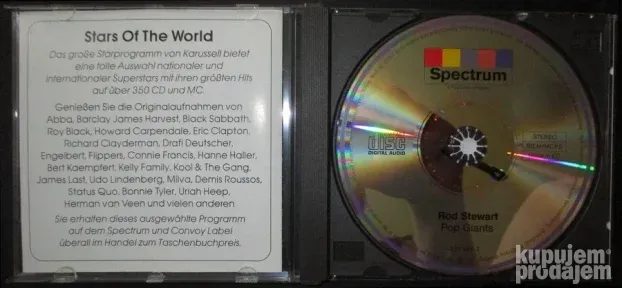 Stars Of The World
Das große Starprogramm von Karussell bietet
eine tolle Auswahl nationaler und
internationaler Superstars mit ihren größten Hits
auf über 350 CD und MC.
Genießen Sie die Originalaufnahmen von
Abba, Barclay James Harvest, Black Sabbath,
Roy Black, Howard Carpendale, Eric Clapton,
Richard Clayderman, Drafi Deutscher,
Engelbert, Flippers, Connie Francis, Hanne Haller,
Bert Kaempfert, Kelly Family, Kool & The Gang,
James Last, Udo Lindenberg, Milva, Demis Roussos,
Status Quo, Bonnie Tyler, Uriah Heep,
Herman van Veen und vielen anderen.
Sie erhalten dieses ausgewählte Programm
auf dem Spectrum und Convoy Label
überall im Handel zum Taschenbuchpreis.
Spectrum
COMPACT
disc
DIGITAL AUDIO
STEREO
BIEM/MCPS
Rod Stewart
Pop Giants
kupujem
prodajem